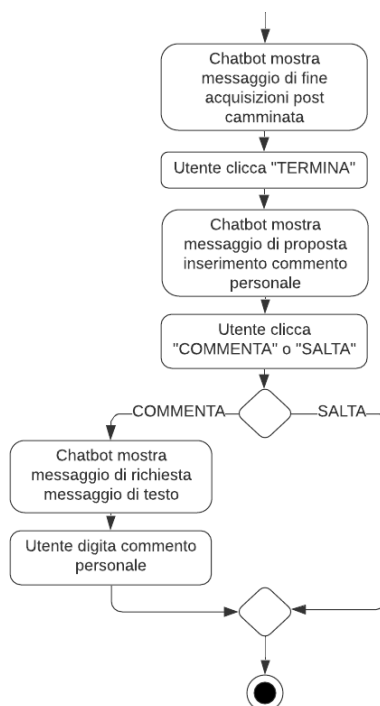 Chatbot mostra
messaggio di fine
acquisizioni post
camminata
Utente clicca "TERMINA"
Chatbot mostra
messaggio di proposta
inserimento commento
personale
Utente clicca
"COMMENTA" o "SALTA"
COMMENTA
SALTA
Chatbot mostra
messaggio di richiesta
messaggio di testo
Utente digita commento
personale